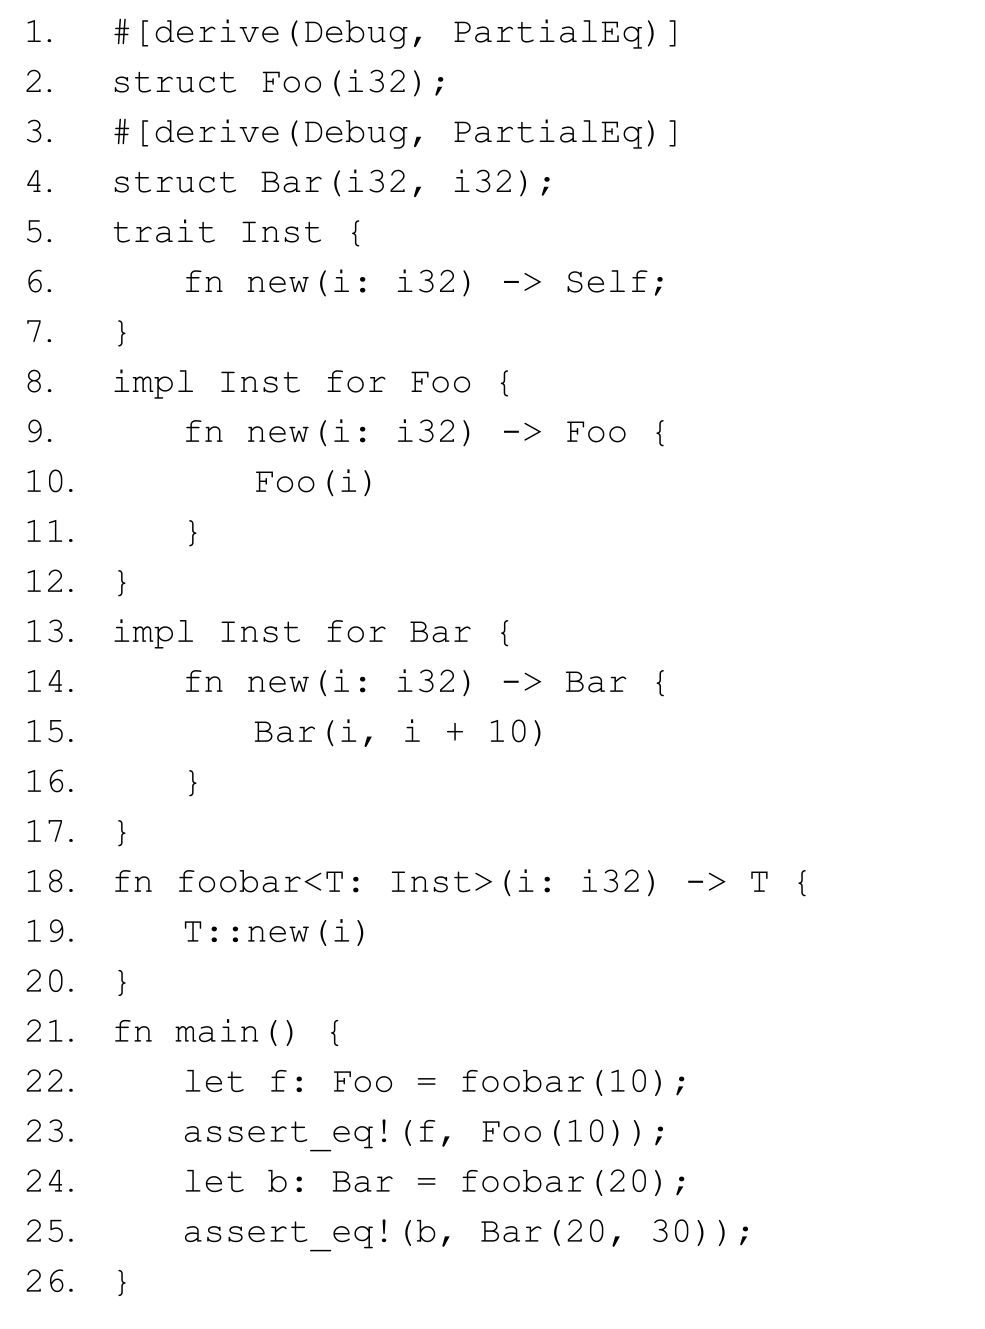 1. #[derive(Debug, PartialEq)]
2. struct Foo(i32);
3. #[derive(Debug, PartialEq)]
4. struct Bar(i32, i32);
5. trait Inst {
6.     fn new(i: i32) -> Self;
7. }
8. impl Inst for Foo {
9.     fn new(i: i32) -> Foo {
10.         Foo(i)
11.     }
12. }
13. impl Inst for Bar {
14.     fn new(i: i32) -> Bar {
15.         Bar(i, i + 10)
16.     }
17. }
18. fn foobar<T: Inst>(i: i32) -> T {
19.     T::new(i)
20. }
21. fn main() {
22.     let f: Foo = foobar(10);
23.     assert_eq!(f, Foo(10));
24.     let b: Bar = foobar(20);
25.     assert_eq!(b, Bar(20, 30));
26. }